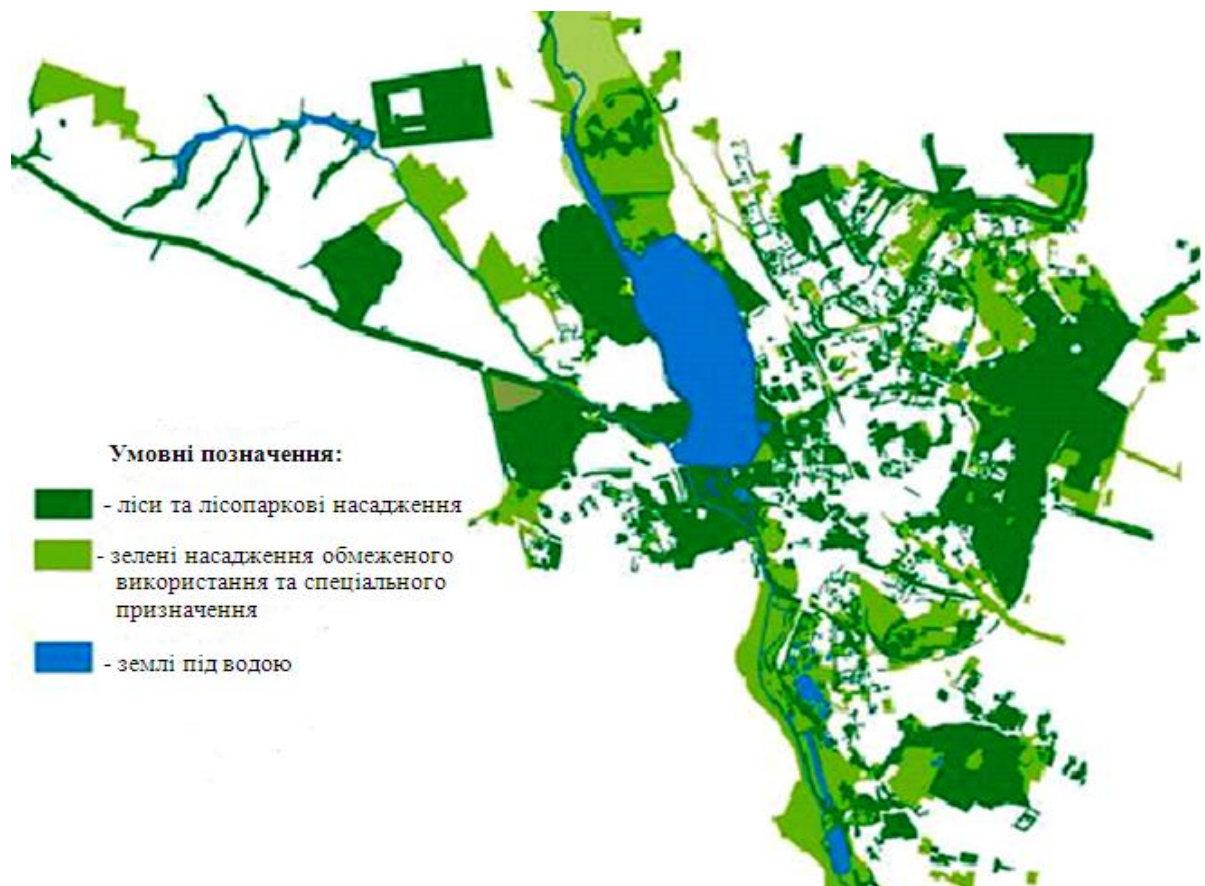 Умовні позначення:
- ліси та лісопаркові насадження
- зелені насадження обмеженого
використання та спеціального
призначення
- землі під водою